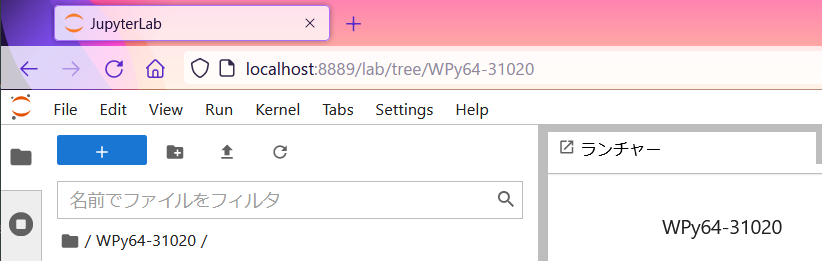 JupyterLab
localhost:8889/lab/tree/WPy64-31020
File Edit View Run Kernel Tabs Settings Help
ランチャー
名前でファイルをフィルタ
/ WPy64-31020 /
WPy64-31020